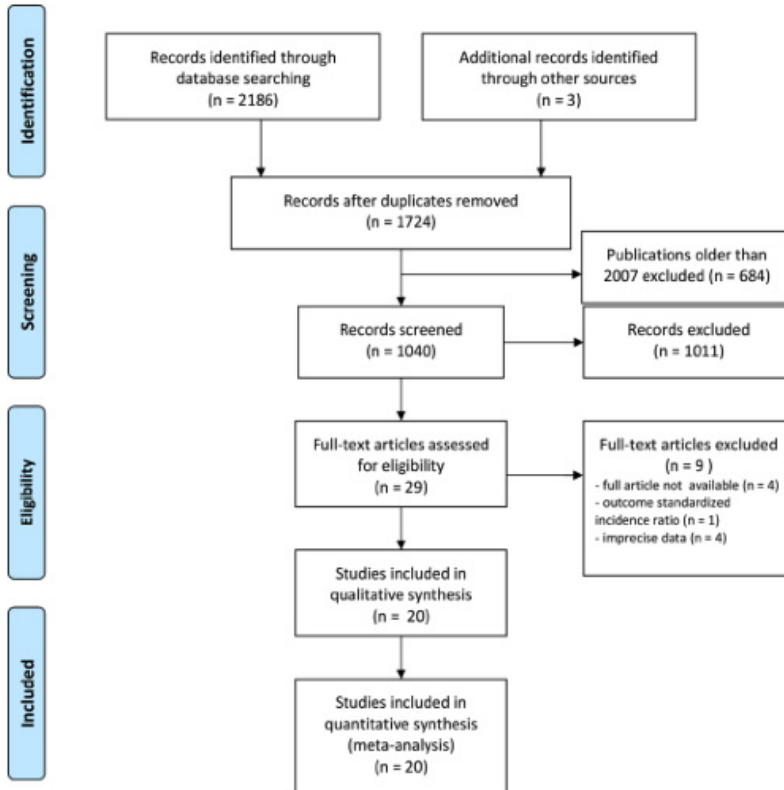 Identification
Records identified through
database searching
(n = 2186)
Additional records identified
through other sources
(n = 3)
Records after duplicates removed
(n = 1724)
Screening
Publications older than
2007 excluded (n = 684)
Records screened
(n = 1040)
Records excluded
(n = 1011)
Eligibility
Full-text articles assessed
for eligibility
(n = 29)
Full-text articles excluded
(n = 9 )
- full article not available (n = 4)
- outcome standardized
incidence ratio (n = 1)
- imprecise data (n = 4)
Studies included in
qualitative synthesis
(n = 20)
Included
Studies included in
quantitative synthesis
(meta-analysis)
(n = 20)